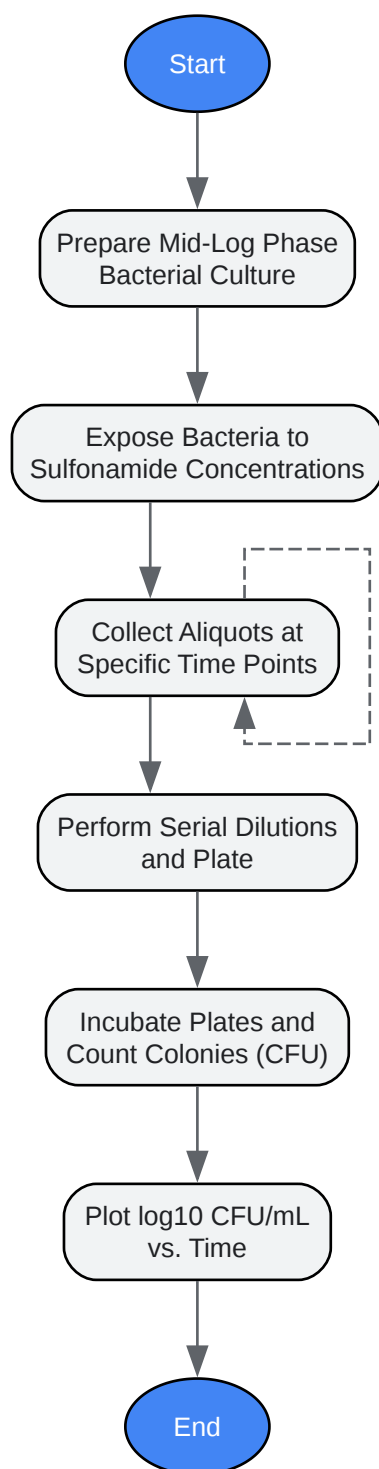 Start
Prepare Mid-Log Phase
Bacterial Culture
Expose Bacteria to
Sulfonamide Concentrations
Collect Aliquots at
Specific Time Points
Perform Serial Dilutions
and Plate
Incubate Plates and
Count Colonies (CFU)
Plot log10 CFU/mL
vs. Time
End